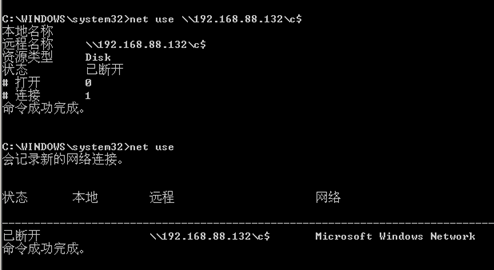 C:\WINDOWS\system32>net use \\192.168.88.132\c$
本地名称
远程名称 \\192.168.88.132\c$
资源类型 Disk
状态 已断开
# 打开 0
# 连接 1
命令成功完成。
C:\WINDOWS\system32>net use
会记录新的网络连接。
状态 本地 远程 网络
-------------------------------------------------------------------------------
已断开 \\192.168.88.132\c$ Microsoft Windows Network
命令成功完成。